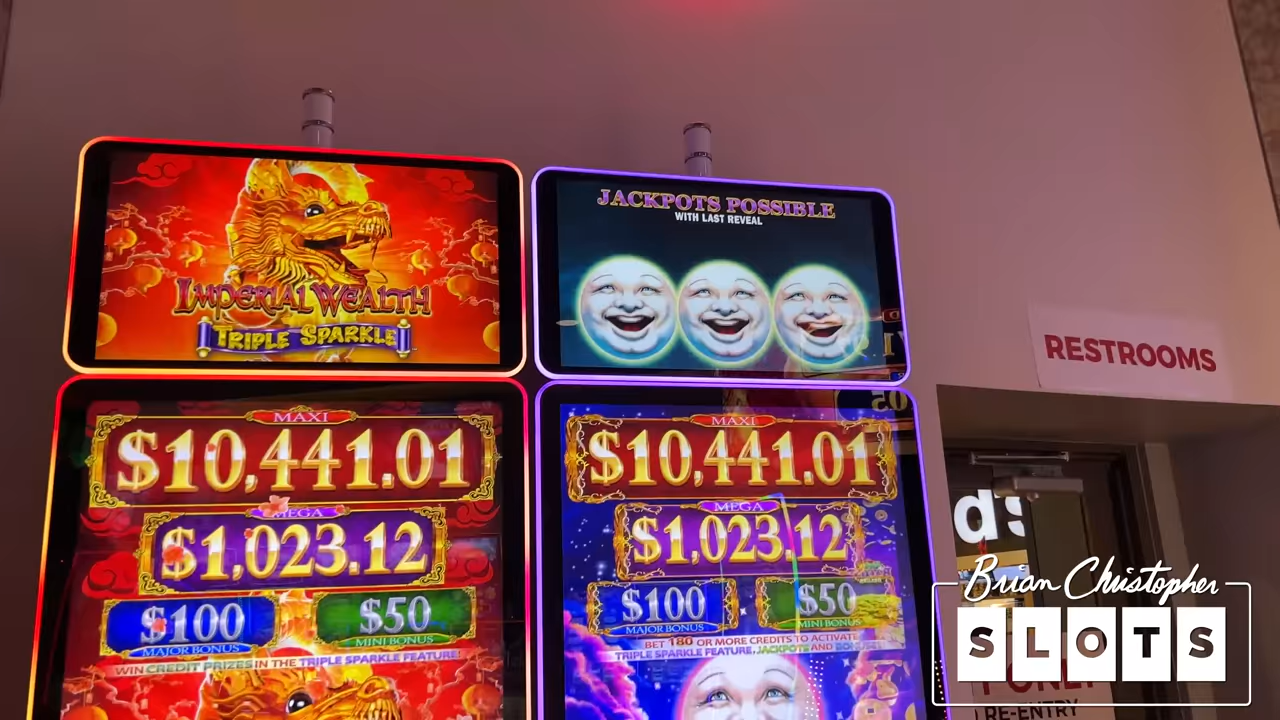 IMPERIAL WEALTH
TRIPLE SPARKLE
MAXI
$10,441.01
MEGA
$1,023.12
$100
MAJOR BONUS
$50
MINI BONUS
WIN CREDIT PRIZES IN THE TRIPLE SPARKLE FEATURE!
JACKPOTS POSSIBLE
WITH LAST REVEAL
MAXI
$10,441.01
MEGA
$1,023.12
$100
MAJOR BONUS
$50
MINI BONUS
BET 180 OR MORE CREDITS TO ACTIVATE
TRIPLE SPARKLE FEATURE, JACKPOTS AND BONUSES
RESTROOMS
Brian Christopher
SLOTS
RE-ENTRY